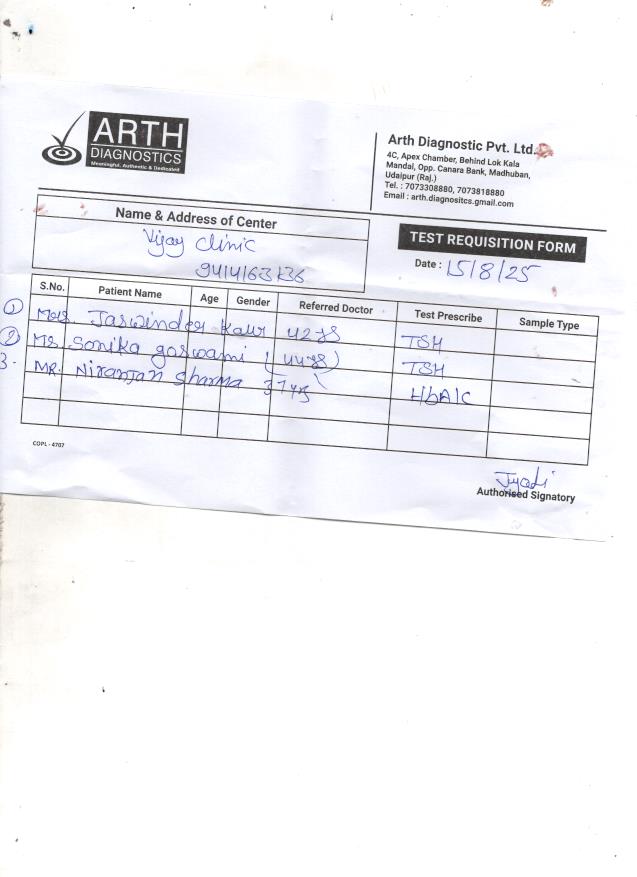 ARTH
DIAGNOSTICS
Meaningful, Authentic & Dedicated
Arth Diagnostic Pvt. Ltd.
4C, Apex Chamber, Behind Lok Kala
Mandal, Opp. Canara Bank, Madhuban,
Udaipur (Raj.)
Tel. : 7073308880, 7073818880
Email : arth.diagnositcs.gmail.com
Name & Address of Center
Vijay Clinic
TEST REQUISITION FORM
Date : 15/8/25
S.No. Patient Name Age Gender Referred Doctor Test Prescribe Sample Type
1 Mrs. Jaswinder Kaur 42 TSH
2 Ms Sonika goswami (44) TSH
3. MR. Niranjan Sharma 37 HbA1C
COPL - 4707
Authorised Signatory